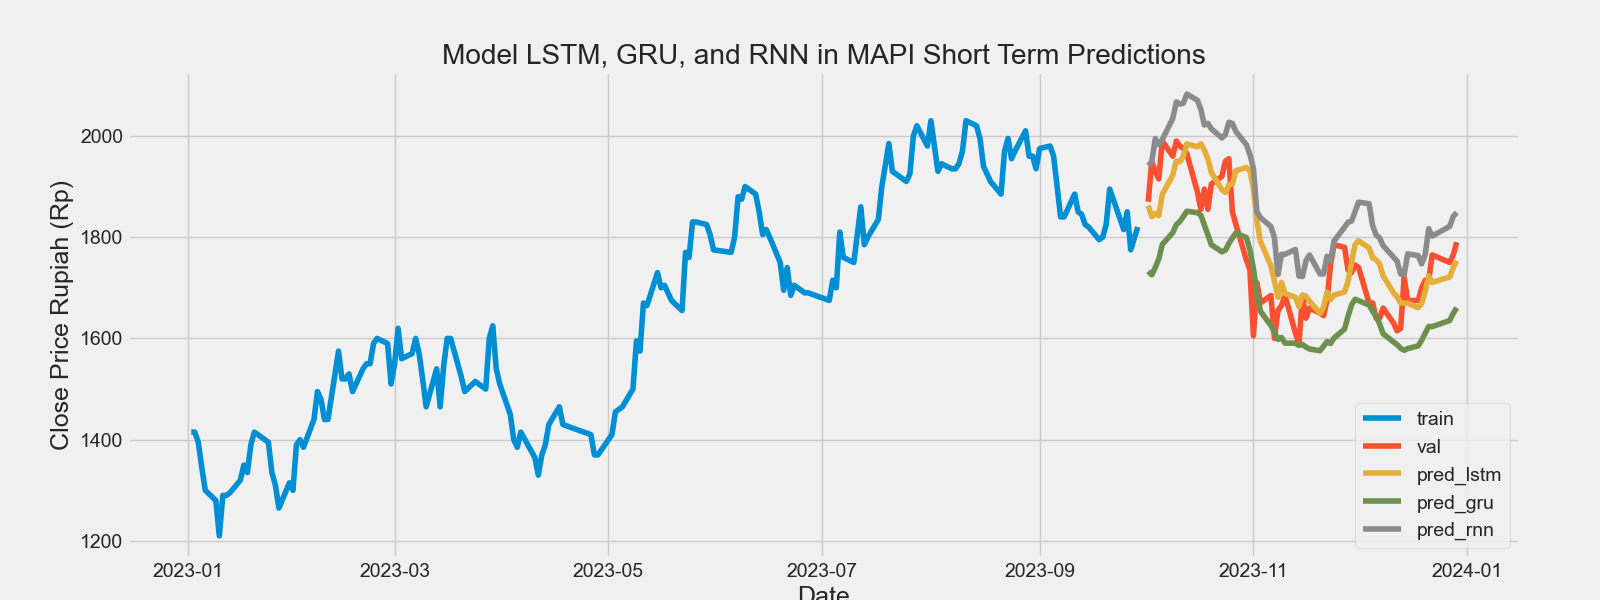 Model LSTM, GRU, and RNN in MAPI Short Term Predictions
Close Price Rupiah (Rp)
2000
1800
1600
1400
1200
train
val
pred_lstm
pred_gru
pred_rnn
2023-01
2023-03
2023-05
2023-07
2023-09
2023-11
2024-01
Date